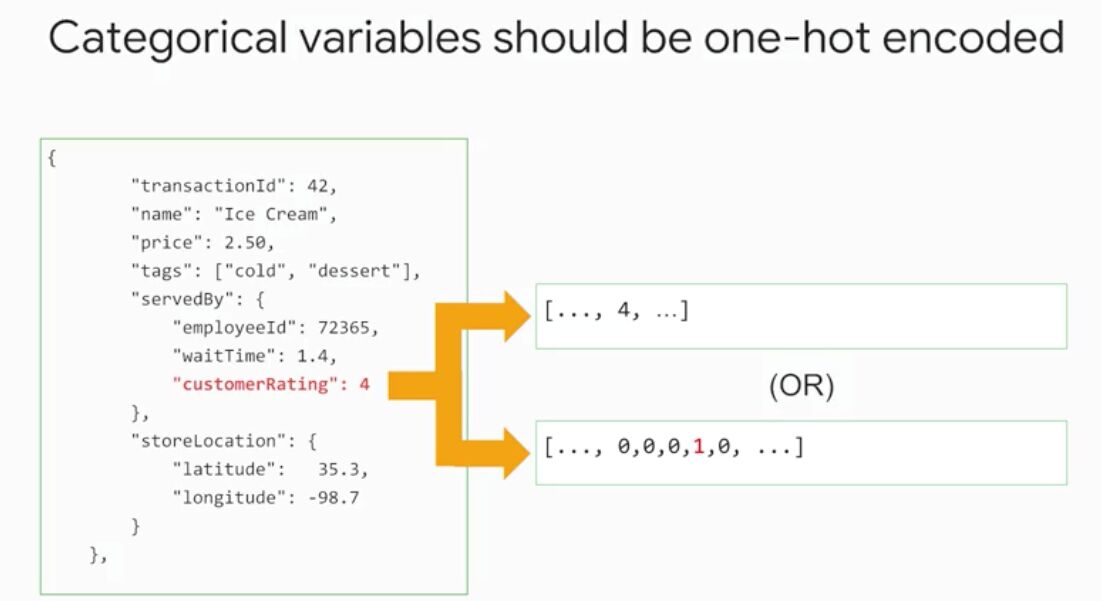 Categorical variables should be one-hot encoded
{
"transactionId": 42,
"name": "Ice Cream",
"price": 2.50,
"tags": ["cold", "dessert"],
"servedBy": {
"employeeId": 72365,
"waitTime": 1.4,
"customerRating": 4
},
"storeLocation": {
"latitude":   35.3,
"longitude": -98.7
}
},
[..., 4, ...]
(OR)
[..., 0,0,0,1,0, ...]